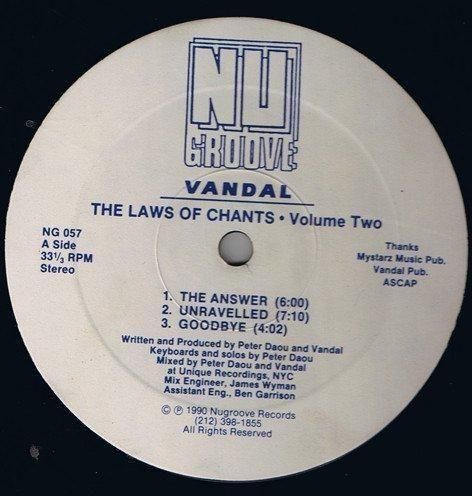 NU
GROOVE
VANDAL
THE LAWS OF CHANTS • Volume Two
NG 057
A Side
33⅓ RPM
Stereo
Thanks
Mystarz Music Pub.
Vandal Pub.
ASCAP
1. THE ANSWER (6:00)
2. UNRAVELLED (7:10)
3. GOODBYE (4:02)
Written and Produced by Peter Daou and Vandal
Keyboards and solos by Peter Daou
Mixed by Peter Daou and Vandal
at Unique Recordings, NYC
Mix Engineer, James Wyman
Assistant Eng., Ben Garrison
© ℗ 1990 Nugroove Records
(212) 398-1855
All Rights Reserved